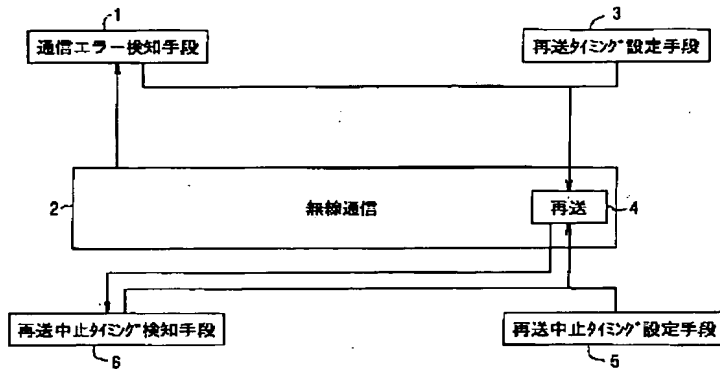 1
通信エラー検知手段
3
再送タイミング設定手段
2
無線通信
再送
4
再送中止タイミング検知手段
6
再送中止タイミング設定手段
5